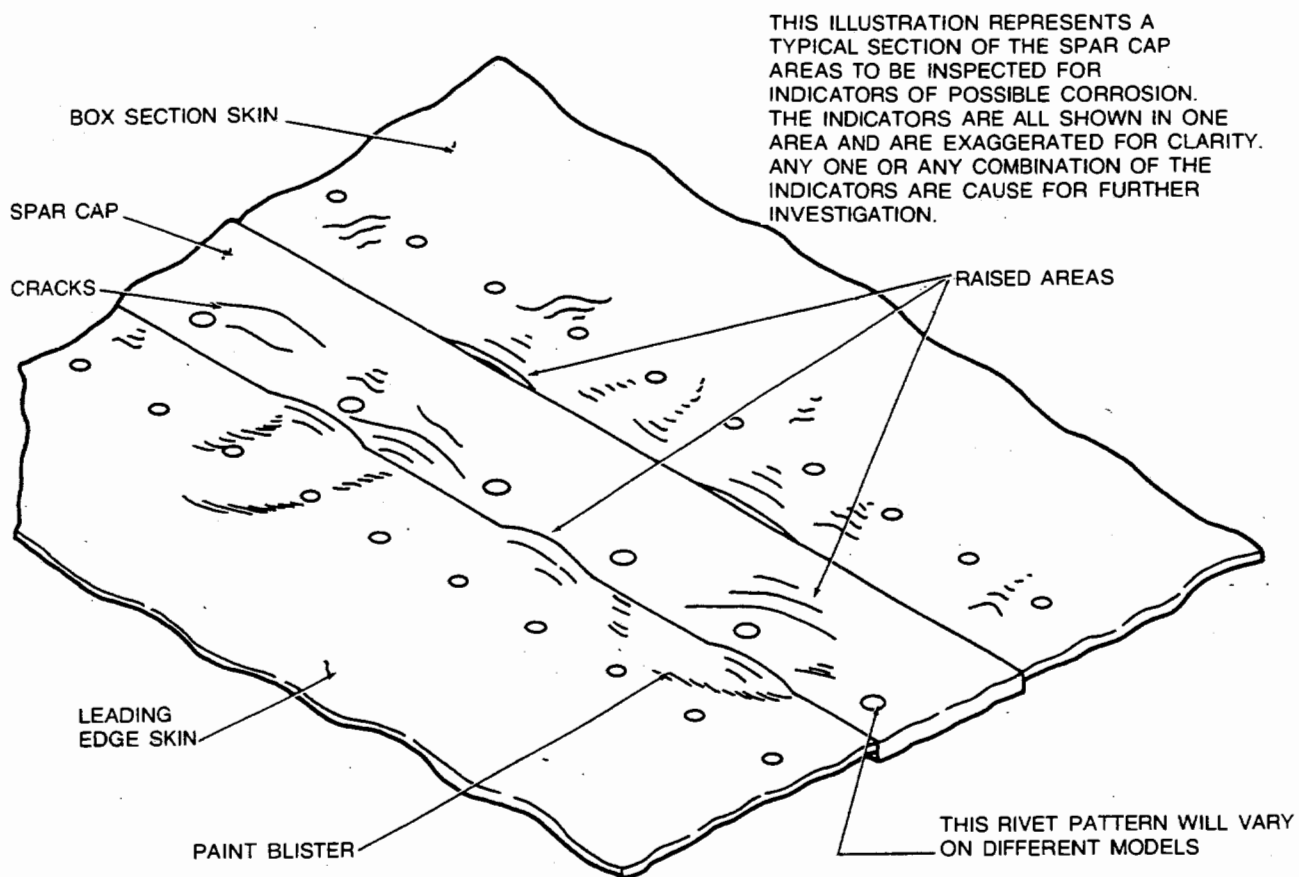 THIS ILLUSTRATION REPRESENTS A
TYPICAL SECTION OF THE SPAR CAP
AREAS TO BE INSPECTED FOR
INDICATORS OF POSSIBLE CORROSION.
THE INDICATORS ARE ALL SHOWN IN ONE
AREA AND ARE EXAGGERATED FOR CLARITY.
ANY ONE OR ANY COMBINATION OF THE
INDICATORS ARE CAUSE FOR FURTHER
INVESTIGATION.
BOX SECTION SKIN
SPAR CAP
CRACKS
RAISED AREAS
LEADING
EDGE SKIN
PAINT BLISTER
THIS RIVET PATTERN WILL VARY
ON DIFFERENT MODELS